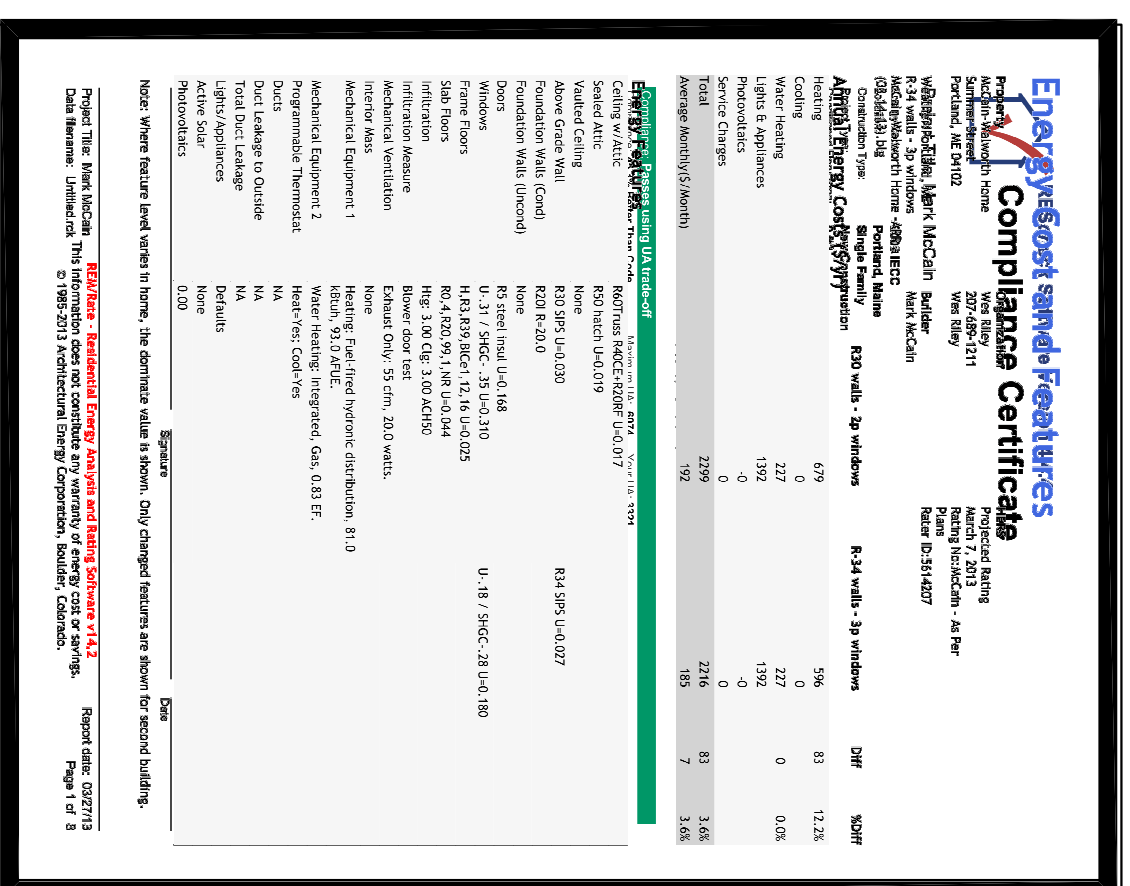 Energy Cost and Features
Compliance Certificate
Property
McCain-Walworth Home
Summer Street
Portland, ME 04102
Organization
Wes Riley
207-689-1211
Wes Riley
HERS
Projected Rating
March 7, 2013
Rating No:McCain - As Per
Plans
Rater ID:5614207
Mark McCain
R-34 walls - 3p windows
Builder
Mark McCain
Portland, Maine
Construction Type: Single Family
Annual Energy Costs ($/yr)
R30 walls - 2p windows R-34 walls - 3p windows Diff %Diff
Heating 679 596 83 12.2%
Cooling 0 0
Water Heating 227 227 0 0.0%
Lights & Appliances 1392 1392
Photovoltaics -0 -0
Service Charges 0 0
Total 2299 2216 83 3.6%
Average Monthly($/Month) 192 185 7 3.6%
Compliance: Passes using UA trade-off
Energy Features
Ceiling w/Attic R60Truss R40CE+R20RF U=0.017
Sealed Attic R50 hatch U=0.019
Vaulted Ceiling None
Above Grade Wall R30 SIPS U=0.030 R34 SIPS U=0.027
Foundation Walls (Cond) R20I R=20.0
Foundation Walls (Uncond) None
Doors R5 steel insul U=0.168
Windows U-.31 / SHGC- .35 U=0.310 U-.18 / SHGC-.28 U=0.180
Frame Floors H,R3,R39,BICe1,12,16 U=0.025
Slab Floors R0,4,R20,99,1,NR U=0.044
Infiltration Htg: 3.00 Clg: 3.00 ACH50
Infiltration Measure Blower door test
Mechanical Ventilation Exhaust Only: 55 cfm, 20.0 watts.
Interior Mass None
Mechanical Equipment 1 Heating: Fuel-fired hydronic distribution, 81.0
kBtuh, 93.0 AFUE.
Mechanical Equipment 2 Water Heating: Integrated, Gas, 0.83 EF.
Programmable Thermostat Heat=Yes; Cool=Yes
Ducts
Duct Leakage to Outside NA
Total Duct Leakage NA
Lights/Appliances Defaults
Active Solar None
Photovoltaics 0.00
Signature Date
Note: Where feature level varies in home, the dominate value is shown. Only changed features are shown for second building.
REM/Rate - Residential Energy Analysis and Rating Software v14.2
Project Title: Mark McCain Report date: 03/27/13
This information does not constitute any warranty of energy cost or savings.
Data filename: Untitled.rck Page 1 of 8
© 1985-2013 Architectural Energy Corporation, Boulder, Colorado.